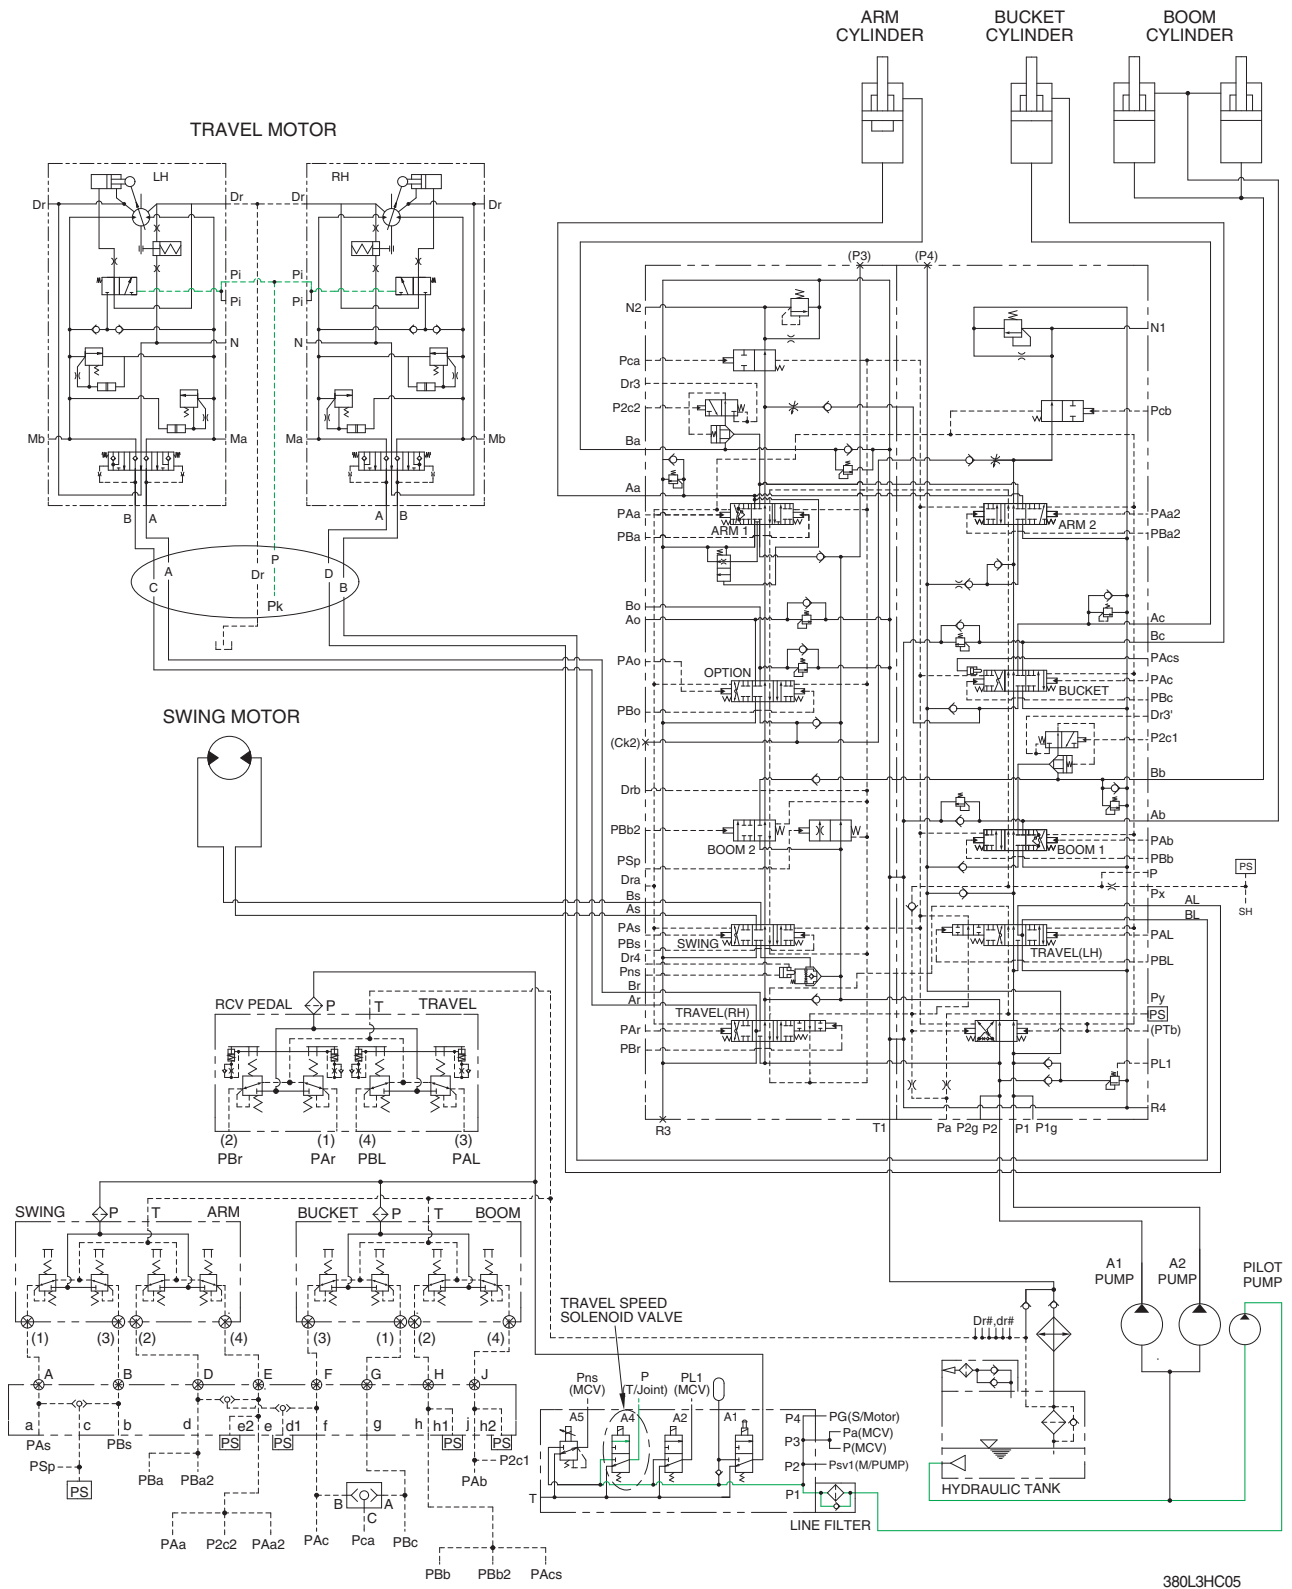 ARM
CYLINDER
BUCKET
CYLINDER
BOOM
CYLINDER
TRAVEL MOTOR
LH
RH
Dr
Dr
Dr
Dr
Pi
Pi
Pi
Pi
N
N
Mb
Ma
Ma
Mb
B
A
A
B
C
A
Dr
P
Pk
D
B
SWING MOTOR
(P3)
(P4)
N2
Pca
Dr3
P2c2
Ba
Aa
PAa
PBa
Bo
Ao
PAo
PBo
(Ck2)
Drb
PBb2
PSp
Dra
Bs
As
PAs
PBs
Dr4
Pns
Br
Ar
PAr
PBr
ARM 1
OPTION
BOOM 2
SWING
TRAVEL(RH)
ARM 2
BUCKET
BOOM 1
TRAVEL(LH)
N1
Pcb
PAa2
PBa2
Ac
Bc
PAcs
PAc
PBc
Dr3'
P2c1
Bb
Ab
PAb
PBb
P
Px
AL
BL
PAL
PBL
Py
PS
(PTb)
PL1
R4
PS
SH
R3
T1
Pa
P2g
P2
P1
P1g
RCV PEDAL
P
T
TRAVEL
(2)
(1)
(4)
(3)
PBr
PAr
PBL
PAL
SWING
P
T
ARM
BUCKET
P
T
BOOM
(1)
(3)
(2)
(4)
(3)
(1)
(2)
(4)
A
B
D
E
F
G
H
J
a
c
b
d
e2
e
d1
f
g
h
h1
j
h2
PS
PS
PS
PS
PAs
PBs
PSp
PS
PBa
PBa2
PAa
P2c2
PAa2
B
A
C
PAc
Pca
PBc
P2c1
PAb
PBb
PBb2
PAcs
TRAVEL SPEED
SOLENOID VALVE
Pns
(MCV)
P
(T/Joint)
PL1
(MCV)
A5
A4
A2
A1
T
P4
P3
P2
P1
PG(S/Motor)
Pa(MCV)
P(MCV)
Psv1(M/PUMP)
LINE FILTER
Dr#,dr#
HYDRAULIC TANK
A1
PUMP
A2
PUMP
PILOT
PUMP
380L3HC05